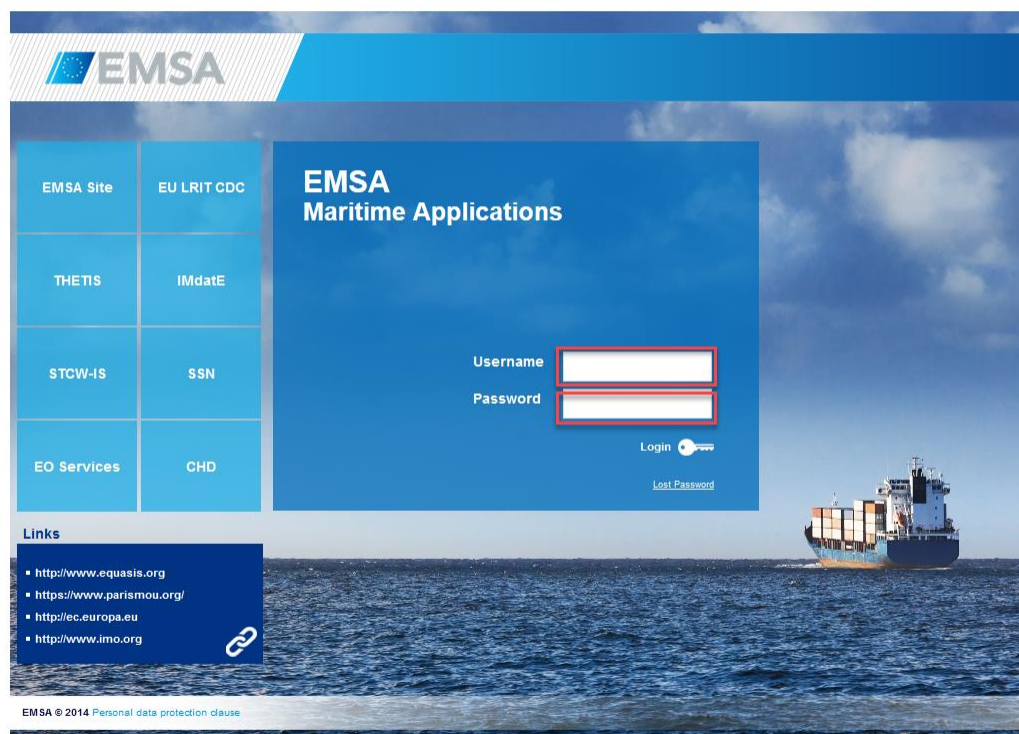 EMSA
EMSA Site
EU LRIT CDC
THETIS
IMdatE
STCW-IS
SSN
EO Services
CHD
EMSA
Maritime Applications
Username
Password
Login
Lost Password
Links
http://www.equasis.org
https://www.parismou.org/
http://ec.europa.eu
http://www.imo.org
EMSA © 2014 Personal data protection clause